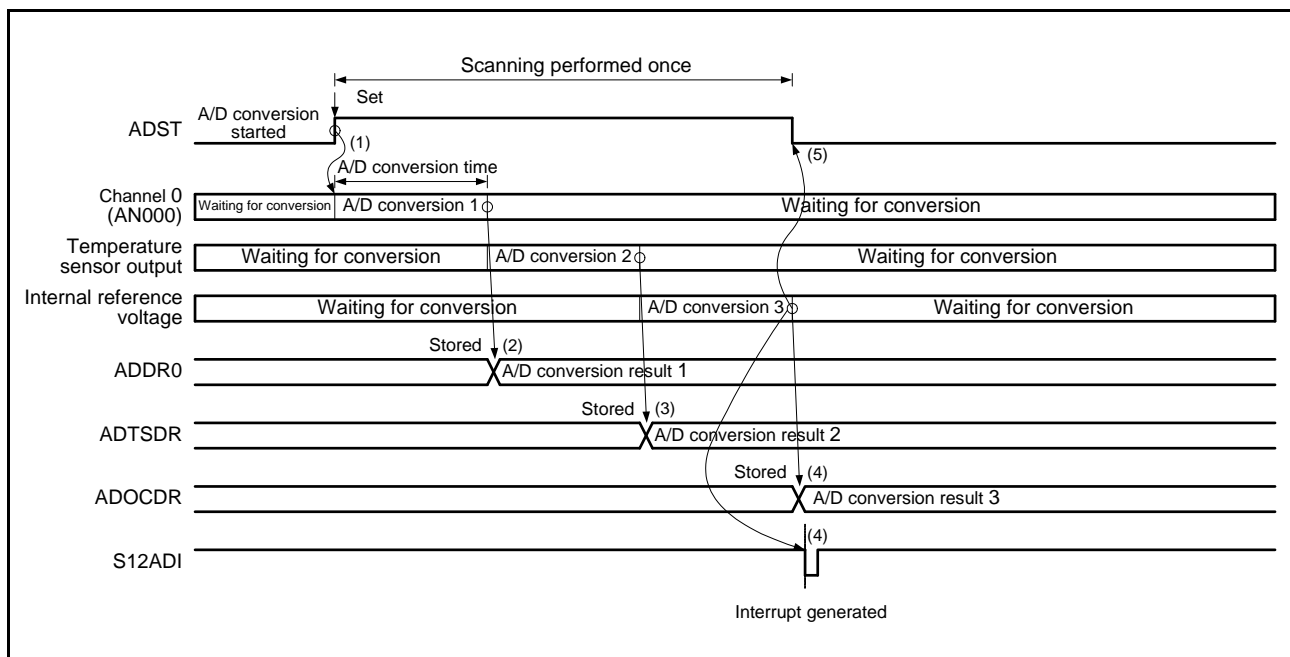 Scanning performed once
Set
ADST
A/D conversion
started
(1)
(5)
A/D conversion time
Channel 0
(AN000)
Waiting for conversion
A/D conversion 1
Waiting for conversion
Temperature
sensor output
Waiting for conversion
A/D conversion 2
Waiting for conversion
Internal reference
voltage
Waiting for conversion
A/D conversion 3
Waiting for conversion
Stored
(2)
ADDR0
A/D conversion result 1
Stored
(3)
ADTSDR
A/D conversion result 2
Stored
(4)
ADOCDR
A/D conversion result 3
(4)
S12ADI
Interrupt generated